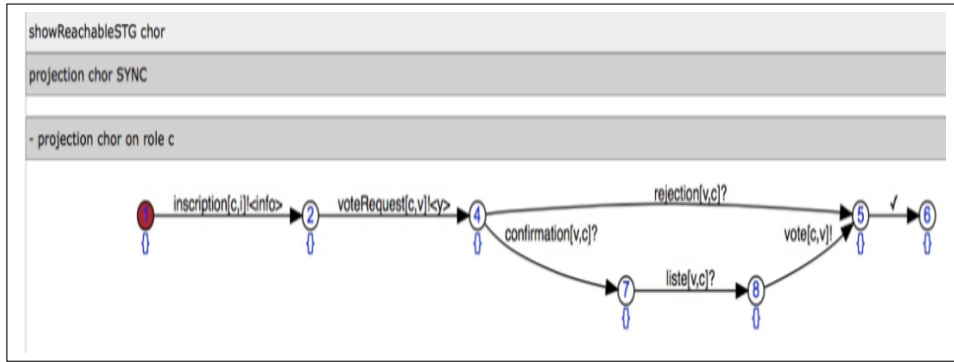 showReachableSTG chor
projection chor SYNC
- projection chor on role c
inscription[c,i]!<info>
voteRequest[c,v]!<y>
rejection[v,c]?
✓
1
2
4
5
6
{}
{}
{}
{}
{}
confirmation[v,c]?
vote[c,v]!
liste[v,c]?
7
8
{}
{}